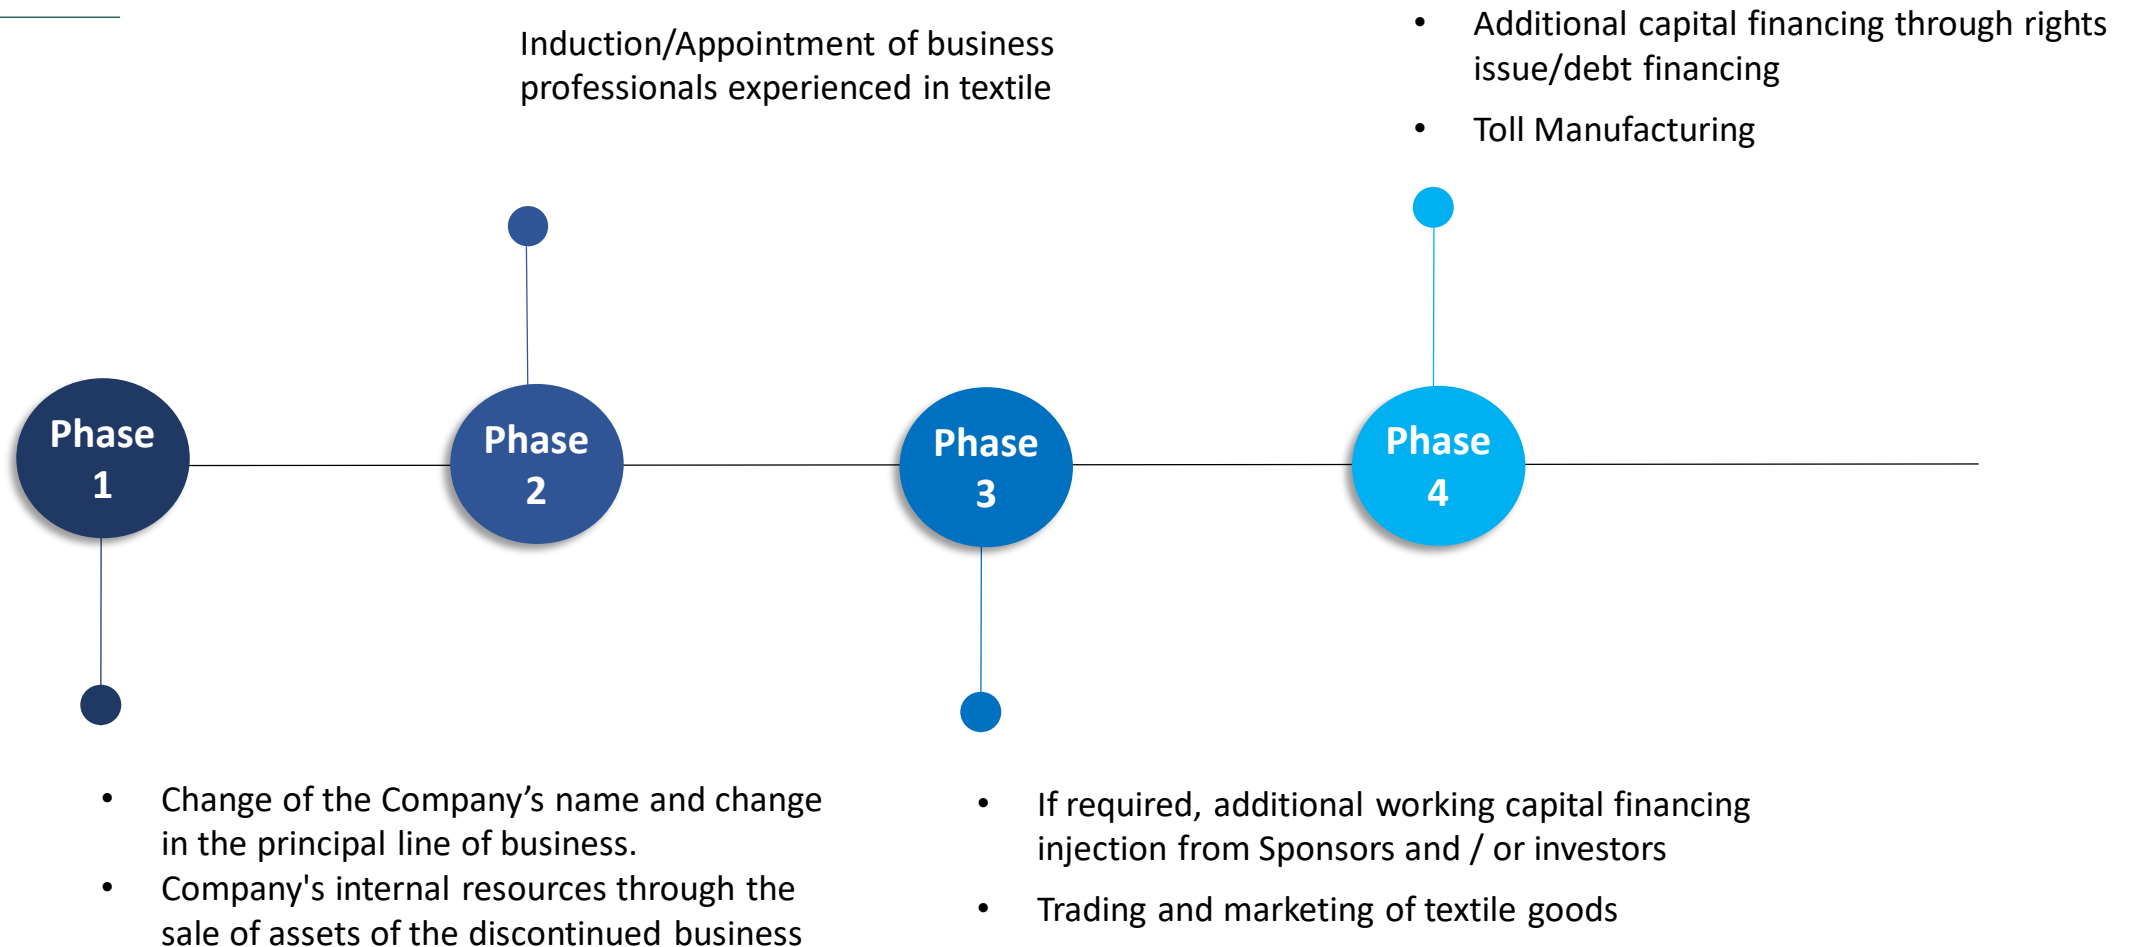 Induction/Appointment of business
professionals experienced in textile
• Additional capital financing through rights
issue/debt financing
• Toll Manufacturing
Phase
1
Phase
2
Phase
3
Phase
4
• Change of the Company’s name and change
in the principal line of business.
• Company's internal resources through the
sale of assets of the discontinued business
• If required, additional working capital financing
injection from Sponsors and / or investors
• Trading and marketing of textile goods